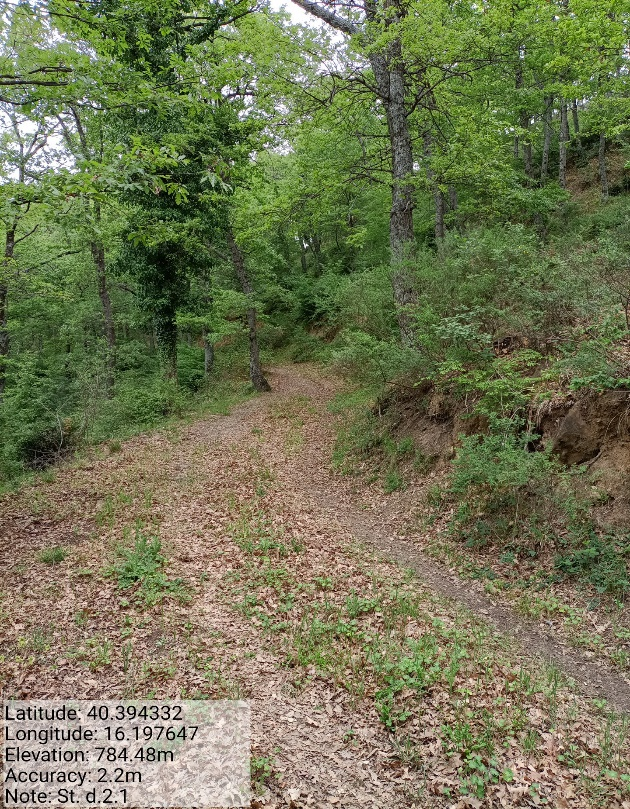 Latitude: 40.394332
Longitude: 16.197647
Elevation: 784.48m
Accuracy: 2.2m
Note: St. d.2.1